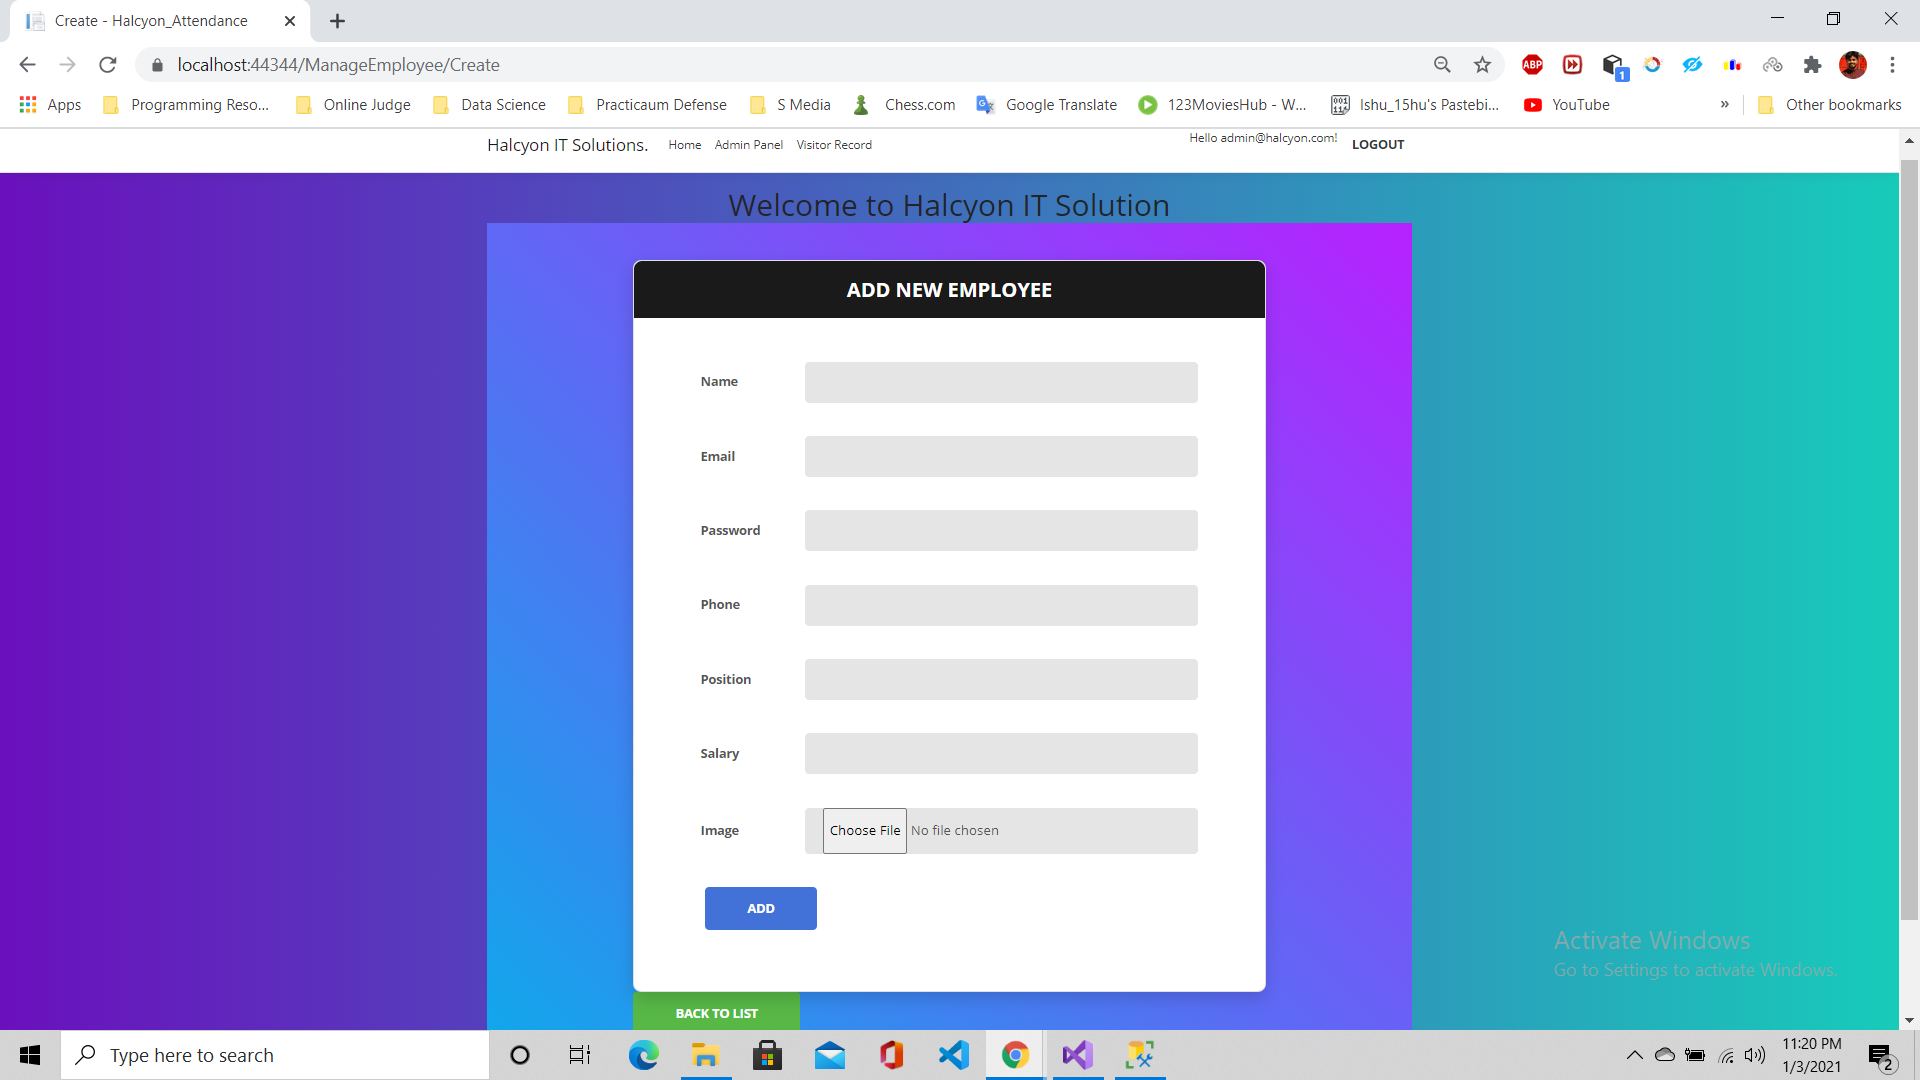 Create - Halcyon_Attendance
localhost:44344/ManageEmployee/Create
ABP
1
Apps
Programming Reso...
Online Judge
Data Science
Practicaum Defense
S Media
Chess.com
Google Translate
123MoviesHub - W...
Ishu_15hu's Pastebi...
YouTube
»
Other bookmarks
Halcyon IT Solutions.
Home
Admin Panel
Visitor Record
Hello admin@halcyon.com!
LOGOUT
Welcome to Halcyon IT Solution
ADD NEW EMPLOYEE
Name
Email
Password
Phone
Position
Salary
Image
Choose File No file chosen
ADD
BACK TO LIST
Activate Windows
Go to Settings to activate Windows.
Type here to search
11:20 PM
1/3/2021
2